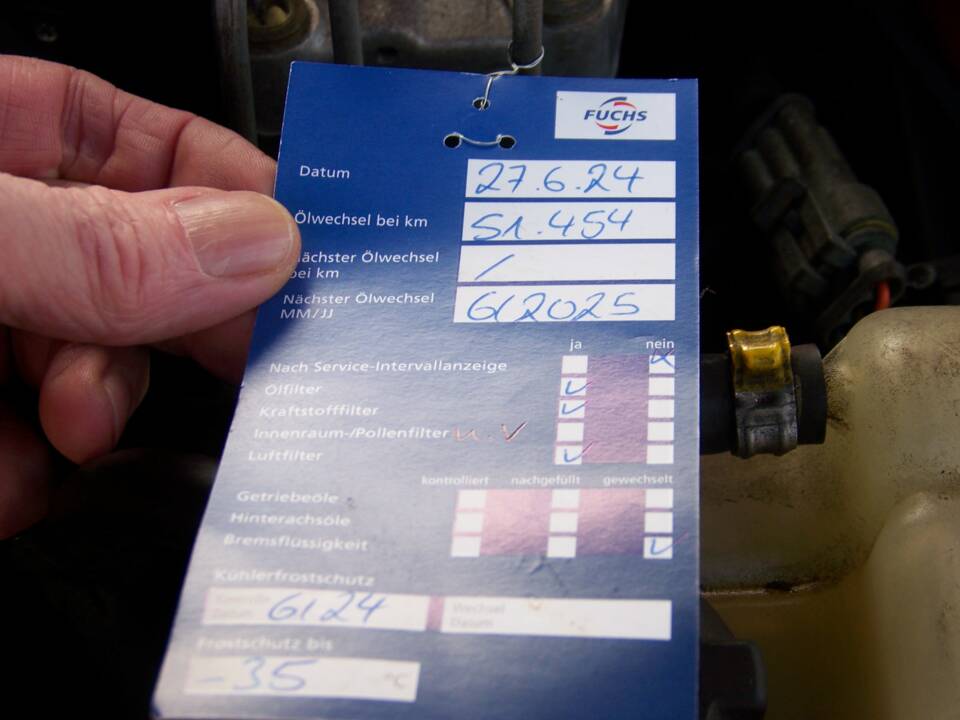 FUCHS
Datum 27.6.24
Ölwechsel bei km 51.454
nächster Ölwechsel
bei km /
Nächster Ölwechsel
MM/JJ 6/2025
ja nein
Nach Service-Intervallanzeige x
Ölfilter ✓
Kraftstofffilter ✓
Innenraum-/Pollenfilter
Luftfilter ✓
kontrolliert nachgefüllt gewechselt
Getriebeöle
Hinterachsöle
Bremsflüssigkeit ✓
Kühlerfrostschutz
Kontrolle
Datum 6/24
Wechsel
Datum
Frostschutz bis
-35 °C